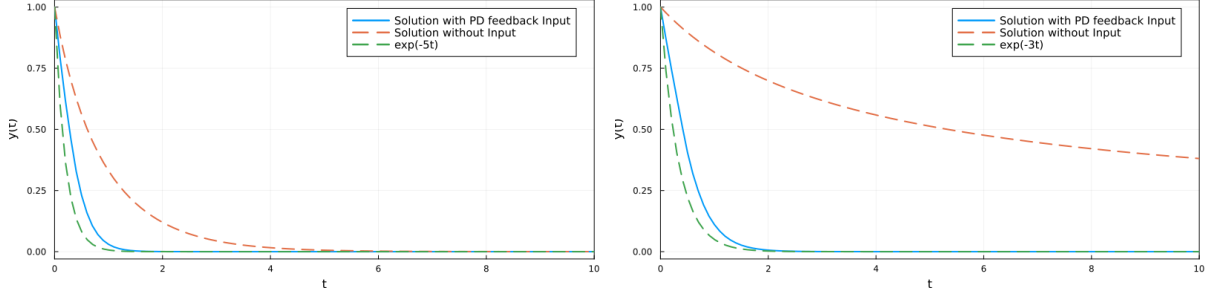 1.00
0.75
0.50
0.25
0.00
y(t)
Solution with PD feedback Input
Solution without Input
exp(-5t)
0
2
4
6
8
10
t
1.00
0.75
0.50
0.25
0.00
y(t)
Solution with PD feedback Input
Solution without Input
exp(-3t)
0
2
4
6
8
10
t